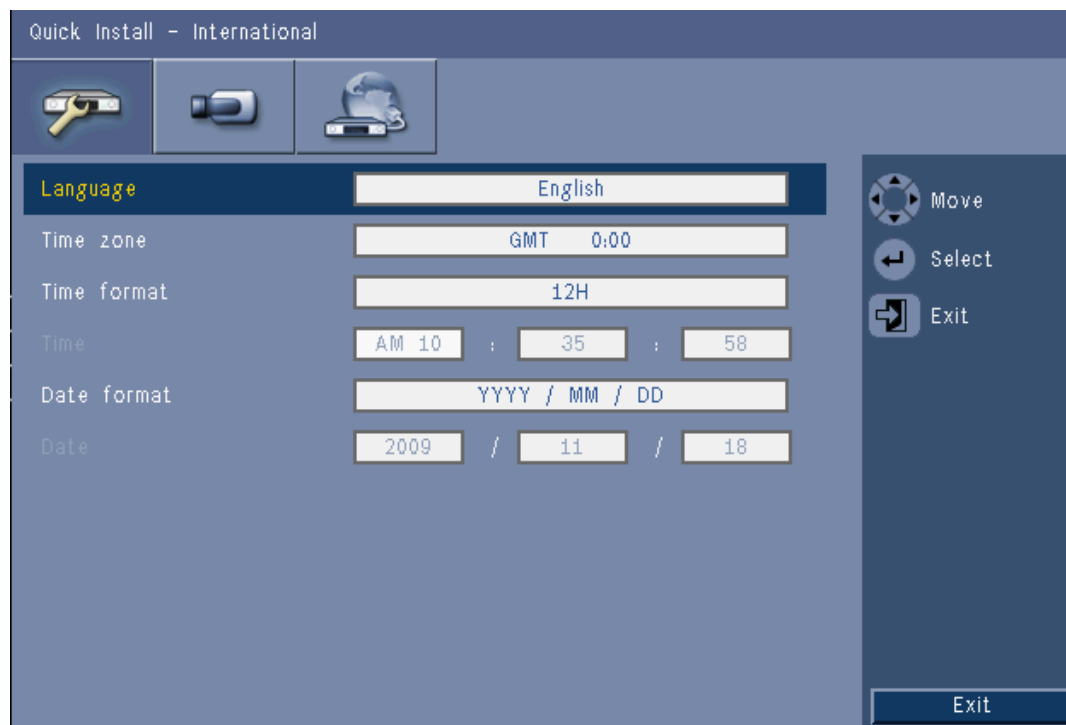 Quick Install - International
Language English
Time zone GMT 0:00
Time format 12H
Time AM 10 : 35 : 58
Date format YYYY / MM / DD
Date 2009 / 11 / 18
Move
Select
Exit
Exit